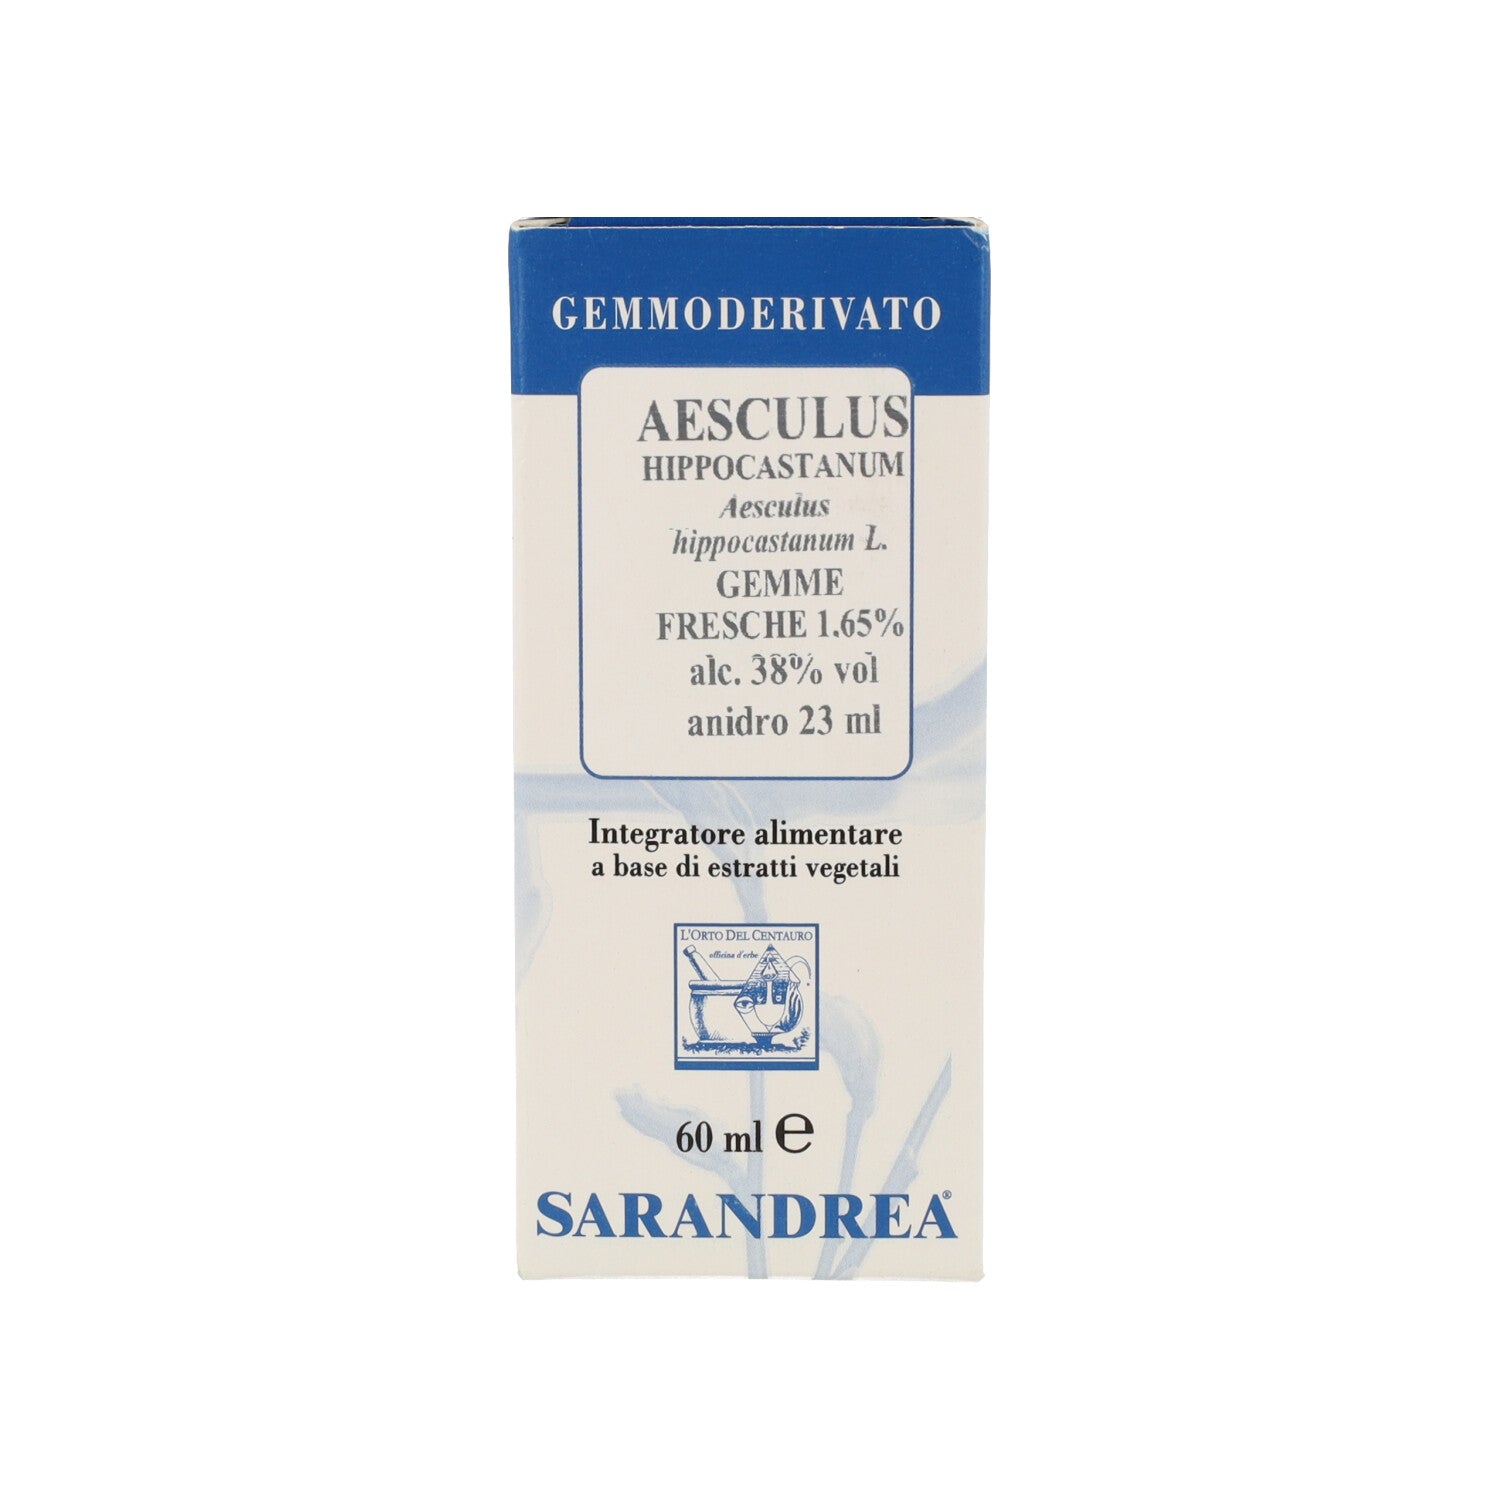 GEMMODERIVATO
AESCULUS
HIPPOCASTANUM
Aesculus
hippocastanum L.
GEMME
FRESCHE 1.65%
alc. 38% vol
anidro 23 ml
Integratore alimentare
a base di estratti vegetali
L'ORTO DEL CENTAURO
officina d'erbe
60 ml ℮
SARANDREA®